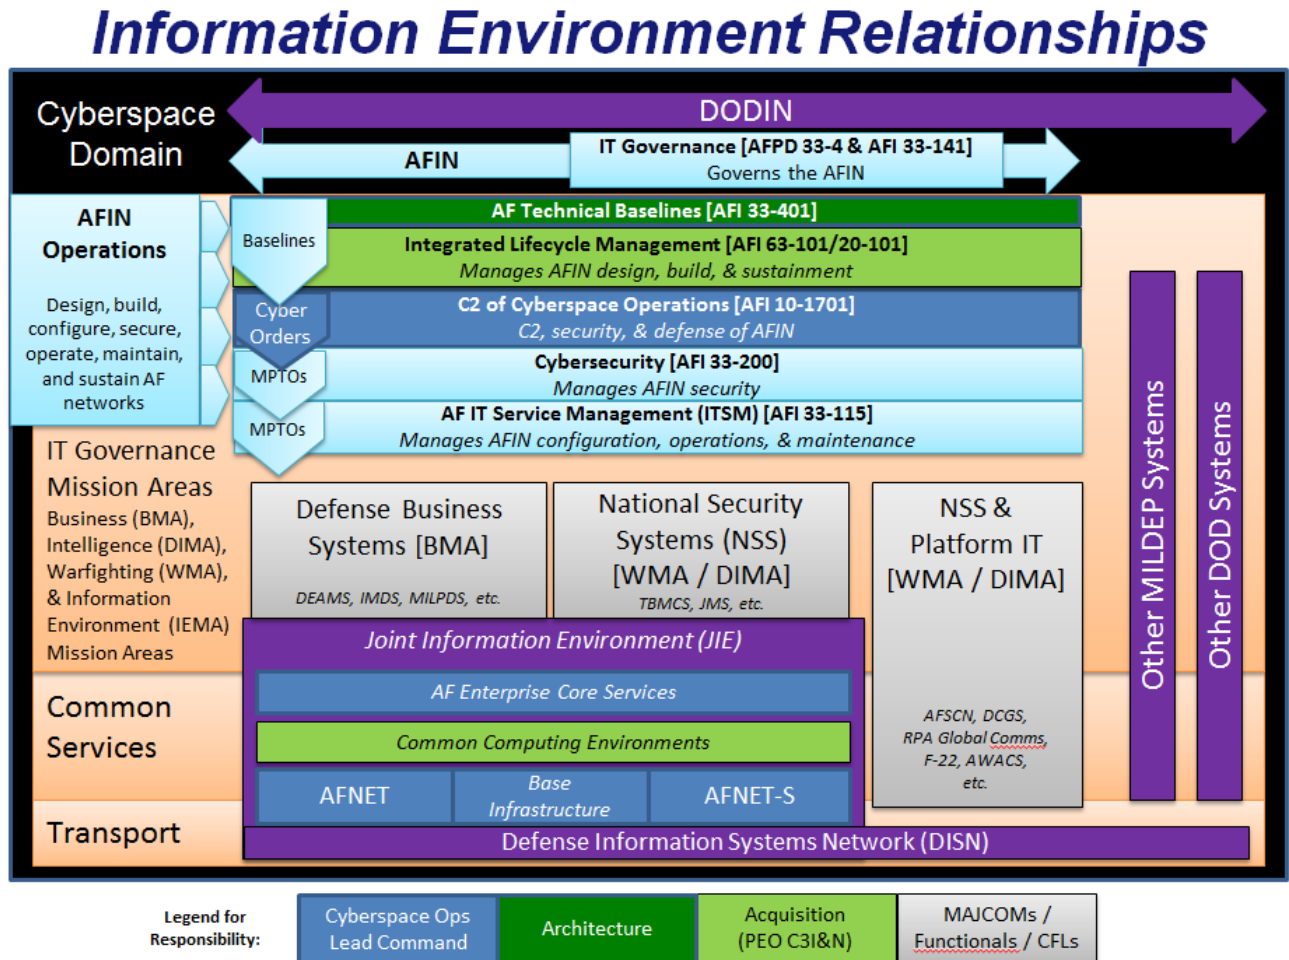 Information Environment Relationships
Cyberspace
Domain
DODIN
AFIN
IT Governance [AFPD 33-4 & AFI 33-141]
Governs the AFIN
AFIN
Operations
Design, build,
configure, secure,
operate, maintain,
and sustain AF
networks
Baselines
AF Technical Baselines [AFI 33-401]
Integrated Lifecycle Management [AFI 63-101/20-101]
Manages AFIN design, build, & sustainment
Cyber
Orders
C2 of Cyberspace Operations [AFI 10-1701]
C2, security, & defense of AFIN
MPTOs
Cybersecurity [AFI 33-200]
Manages AFIN security
MPTOs
AF IT Service Management (ITSM) [AFI 33-115]
Manages AFIN configuration, operations, & maintenance
IT Governance
Mission Areas
Business (BMA),
Intelligence (DIMA),
Warfighting (WMA),
& Information
Environment (IEMA)
Mission Areas
Defense Business
Systems [BMA]
DEAMS, IMDS, MILPDS, etc.
National Security
Systems (NSS)
[WMA / DIMA]
TBMCS, JMS, etc.
NSS &
Platform IT
[WMA / DIMA]
AFSCN, DCGS,
RPA Global Comms,
F-22, AWACS,
etc.
Other MILDEP Systems
Other DOD Systems
Joint Information Environment (JIE)
Common
Services
AF Enterprise Core Services
Common Computing Environments
AFNET
Base
Infrastructure
AFNET-S
Transport
Defense Information Systems Network (DISN)
Legend for
Responsibility:
Cyberspace Ops
Lead Command
Architecture
Acquisition
(PEO C3I&N)
MAJCOMs /
Functionals / CFLs